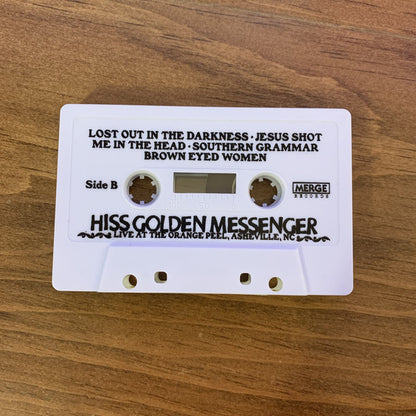 LOST OUT IN THE DARKNESS · JESUS SHOT
ME IN THE HEAD · SOUTHERN GRAMMAR
BROWN EYED WOMEN
Side B
MERGE
RECORDS
HISS GOLDEN MESSENGER
LIVE AT THE ORANGE PEEL, ASHEVILLE, NC